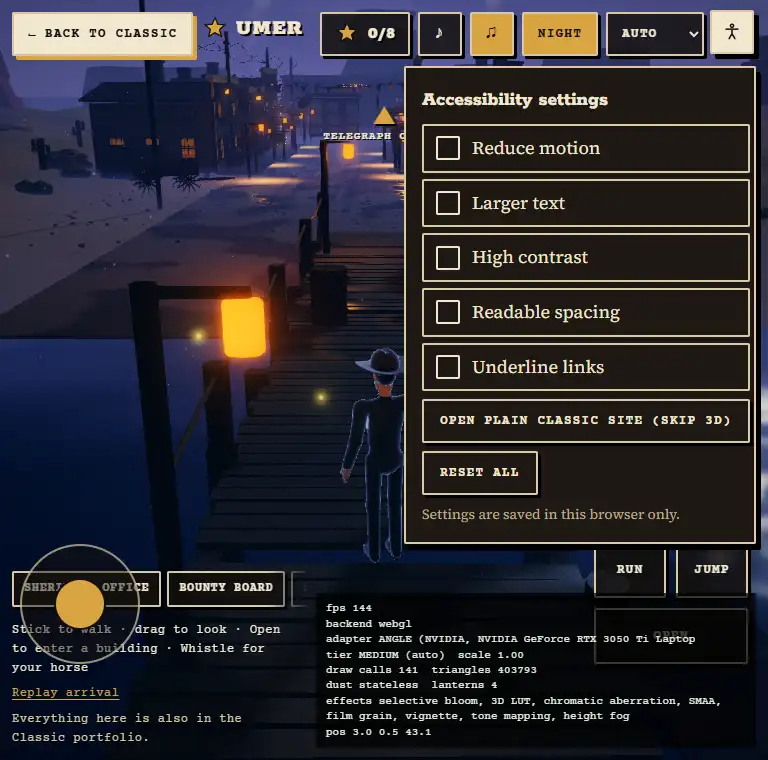 ← BACK TO CLASSIC
UMER
0/8
NIGHT
AUTO
TELEGRAPH
Accessibility settings
Reduce motion
Larger text
High contrast
Readable spacing
Underline links
OPEN PLAIN CLASSIC SITE (SKIP 3D)
RESET ALL
Settings are saved in this browser only.
RUN
JUMP
OPEN
OFFICE
BOUNTY BOARD
Stick to walk · drag to look · Open
to enter a building · Whistle for
your horse
Replay arrival
Everything here is also in the
Classic portfolio.
fps 144
backend webgl
adapter ANGLE (NVIDIA, NVIDIA GeForce RTX 3050 Ti Laptop
tier MEDIUM (auto) scale 1.00
draw calls 141 triangles 403793
dust stateless lanterns 4
effects selective bloom, 3D LUT, chromatic aberration, SMAA,
film grain, vignette, tone mapping, height fog
pos 3.0 0.5 43.1